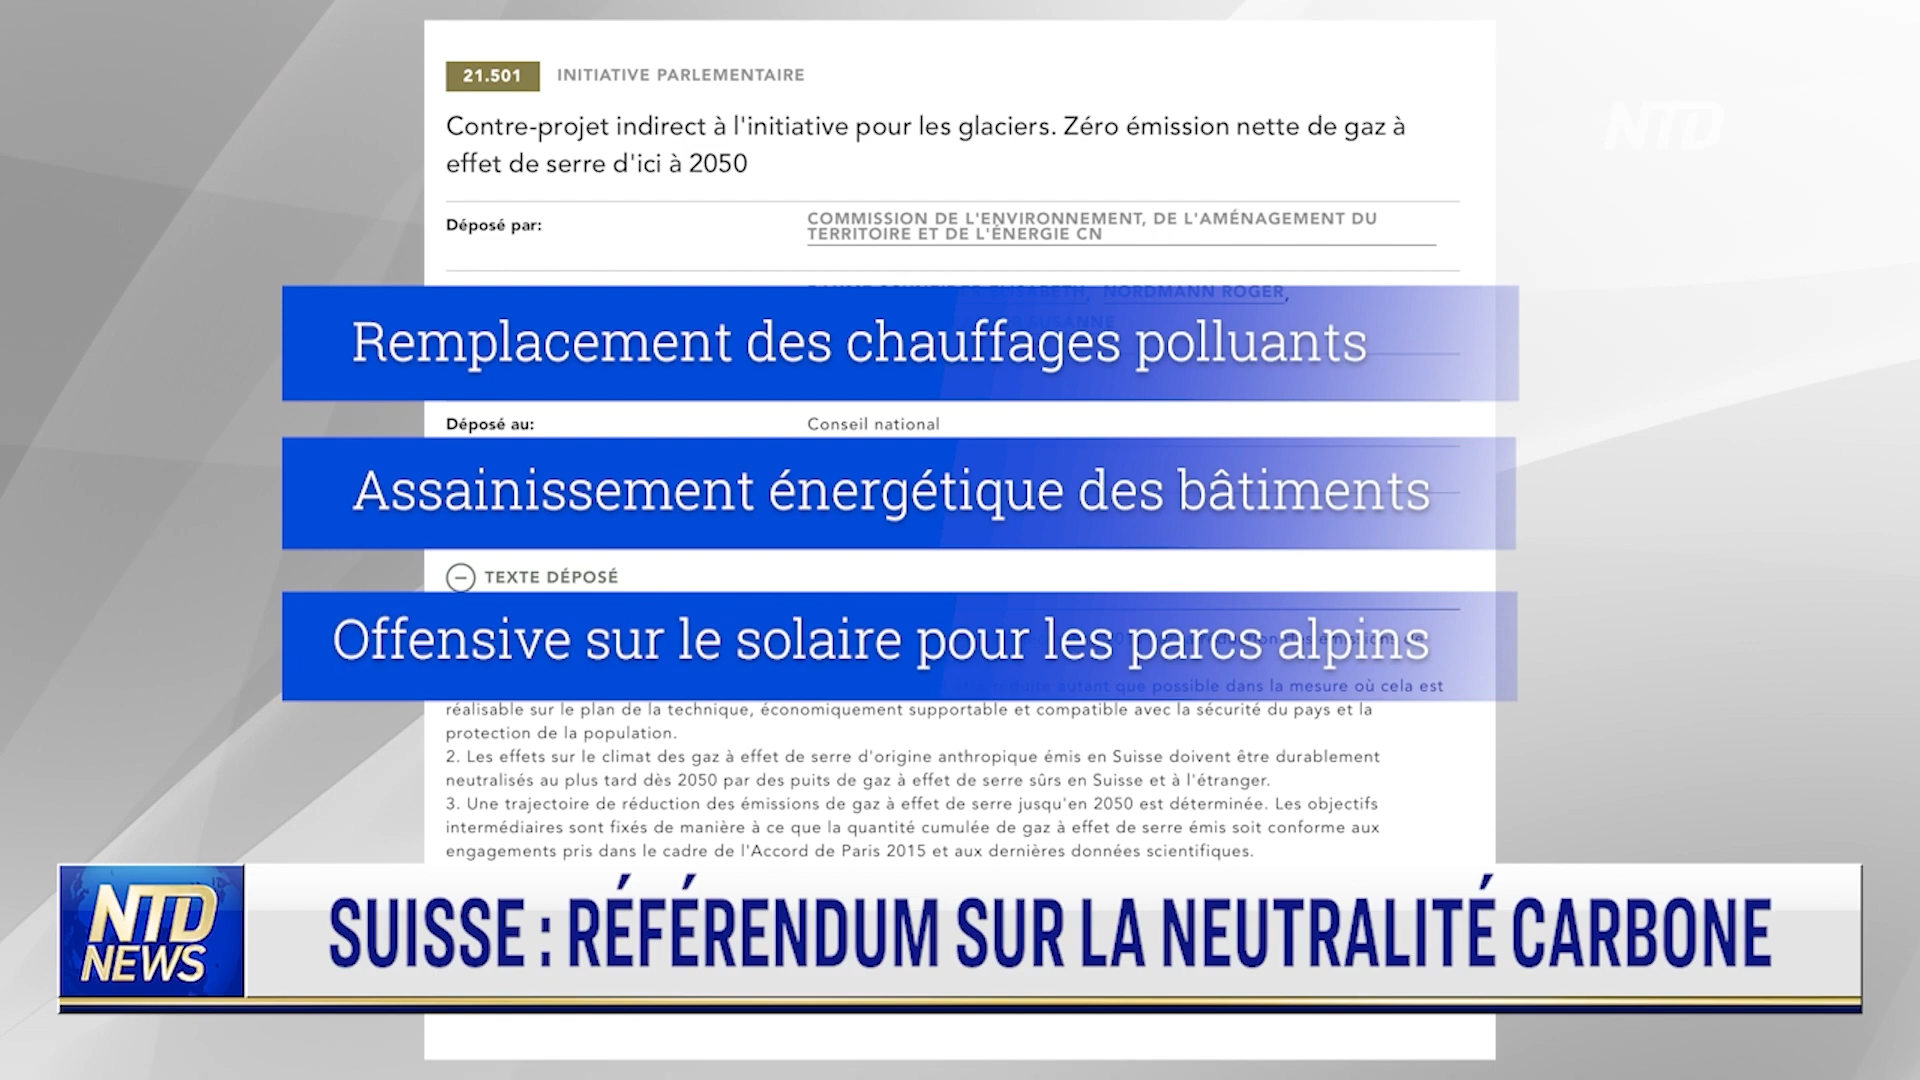 21.501 INITIATIVE PARLEMENTAIRE
NTD
Contre-projet indirect à l'initiative pour les glaciers. Zéro émission nette de gaz à
effet de serre d'ici à 2050
Déposé par: COMMISSION DE L'ENVIRONNEMENT, DE L'AMÉNAGEMENT DU
TERRITOIRE ET DE L'ÉNERGIE CN
ELISABETH, NORDMANN ROGER,
SUSANNE
Remplacement des chauffages polluants
Déposé au: Conseil national
Assainissement énergétique des bâtiments
TEXTE DÉPOSÉ
Offensive sur le solaire pour les parcs alpins
autant que possible dans la mesure où cela est
réalisable sur le plan de la technique, économiquement supportable et compatible avec la sécurité du pays et la
protection de la population.
2. Les effets sur le climat des gaz à effet de serre d'origine anthropique émis en Suisse doivent être durablement
neutralisés au plus tard dès 2050 par des puits de gaz à effet de serre sûrs en Suisse et à l'étranger.
3. Une trajectoire de réduction des émissions de gaz à effet de serre jusqu'en 2050 est déterminée. Les objectifs
intermédiaires sont fixés de manière à ce que la quantité cumulée de gaz à effet de serre émis soit conforme aux
engagements pris dans le cadre de l'Accord de Paris 2015 et aux dernières données scientifiques.
NTD
NEWS
SUISSE : RÉFÉRENDUM SUR LA NEUTRALITÉ CARBONE